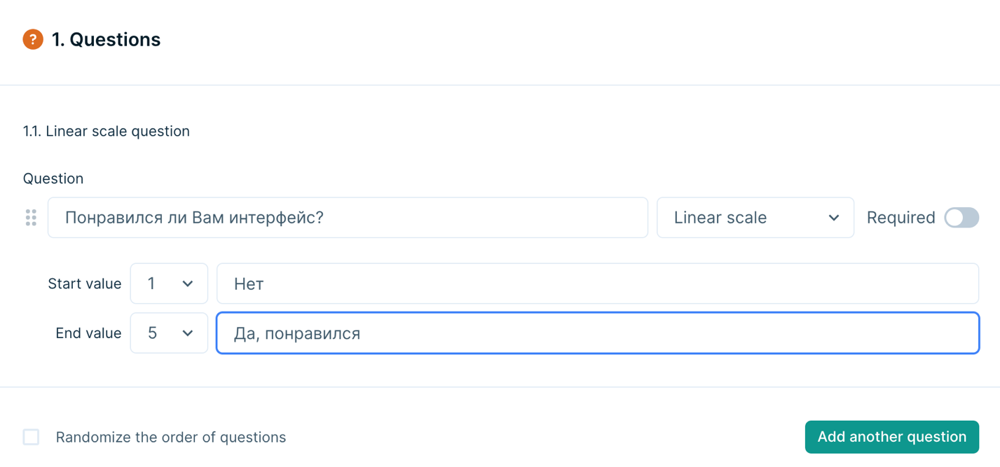 ? 1. Questions
1.1. Linear scale question
Question
Понравился ли Вам интерфейс? Linear scale Required
Start value 1 Нет
End value 5 Да, понравился
Randomize the order of questions Add another question